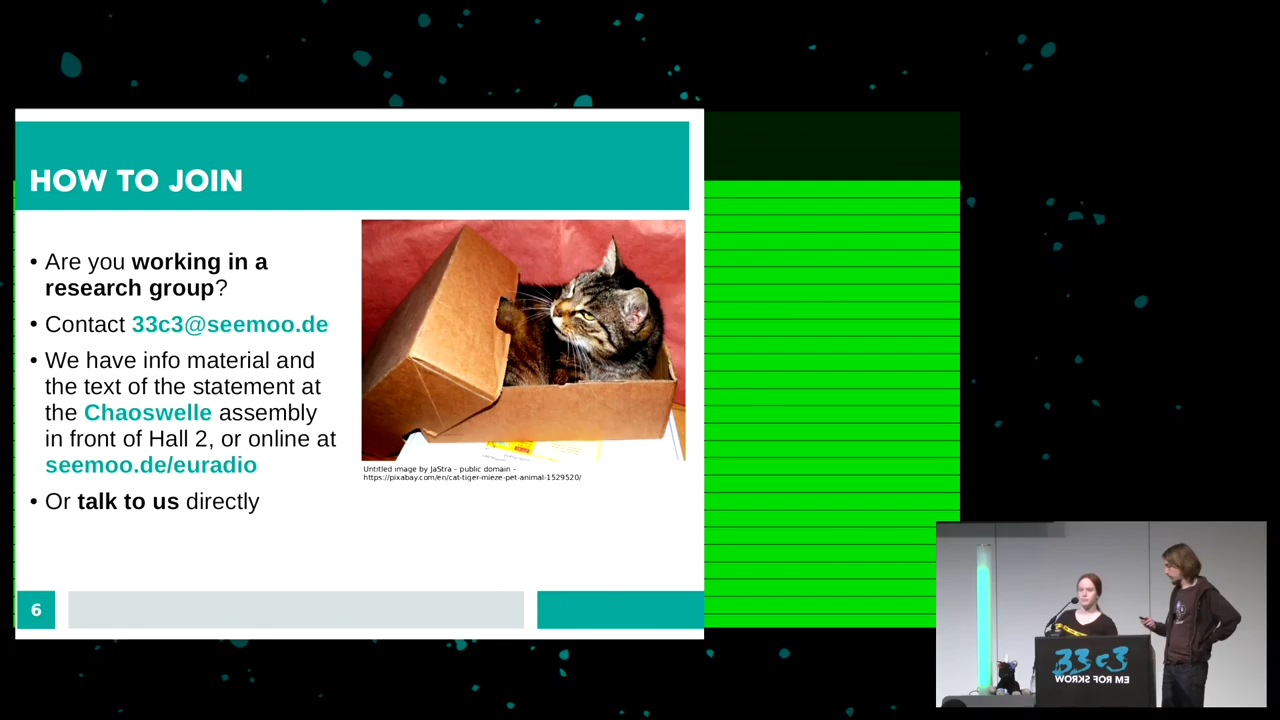 HOW TO JOIN
• Are you working in a
research group?
• Contact 33c3@seemoo.de
• We have info material and
the text of the statement at
the Chaoswelle assembly
in front of Hall 2, or online at
seemoo.de/euradio
• Or talk to us directly
Untitled image by JaStra – public domain –
https://pixabay.com/en/cat-tiger-mieze-pet-animal-1529520/
6
33c3
WORKS FOR ME